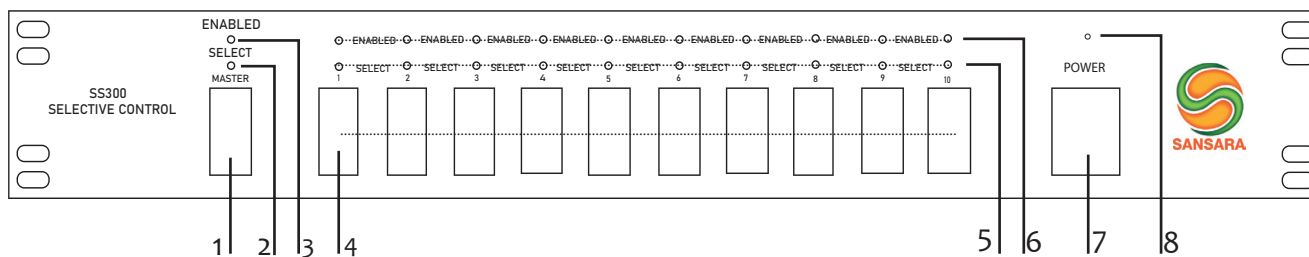 ENABLED
SELECT
MASTER
SS300
SELECTIVE CONTROL
ENABLED ENABLED ENABLED ENABLED ENABLED ENABLED ENABLED ENABLED ENABLED
SELECT SELECT SELECT SELECT SELECT SELECT SELECT SELECT SELECT
1 2 3 4 5 6 7 8 9 10
POWER
SANSARA
1 2 3 4 5 6 7 8